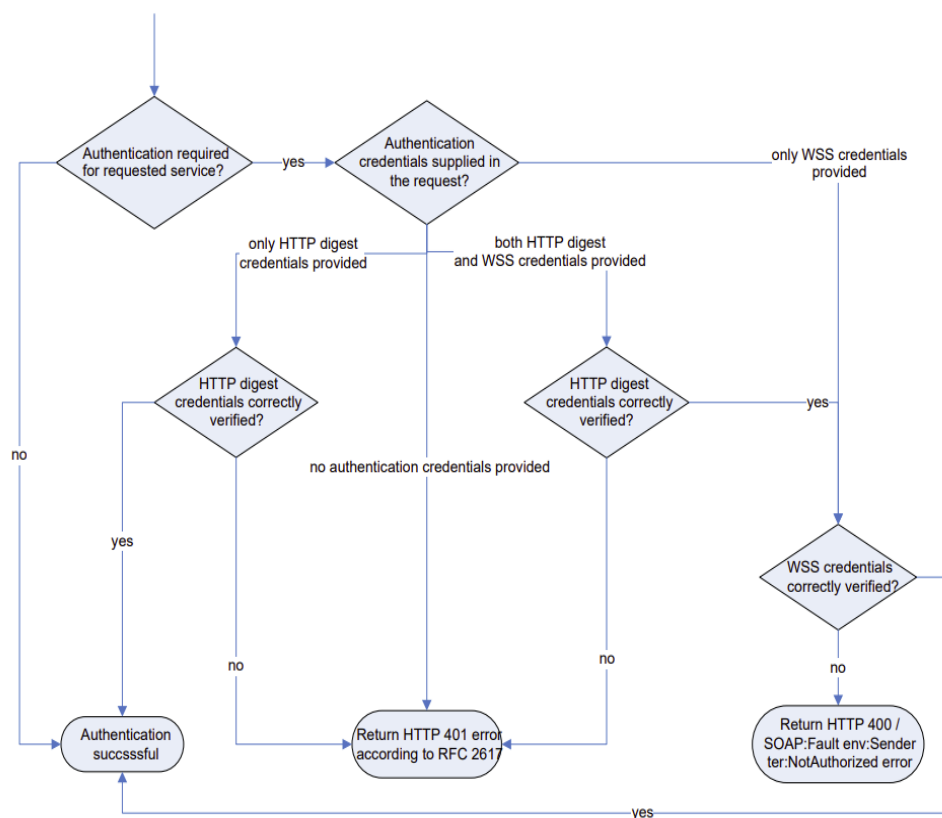 Authentication required
for requested service?
yes
Authentication
credentials supplied in
the request?
only WSS credentials
provided
only HTTP digest
credentials provided
both HTTP digest
and WSS credentials provided
HTTP digest
credentials correctly
verified?
HTTP digest
credentials correctly
verified?
yes
no
no authentication credentials provided
yes
WSS credentials
correctly verified?
no
no
no
Authentication
succsssful
Return HTTP 401 error
according to RFC 2617
Return HTTP 400 /
SOAP:Fault env:Sender
ter:NotAuthorized error
yes